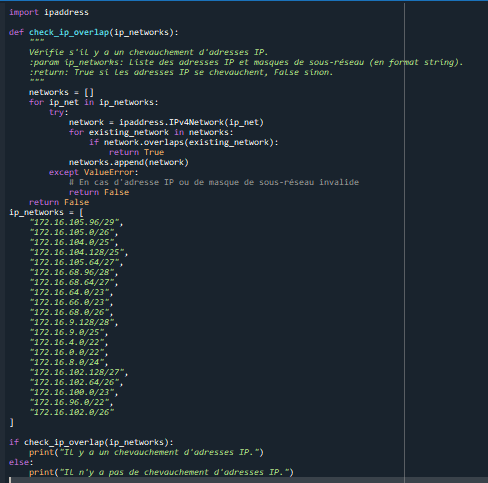 import ipaddress
def check_ip_overlap(ip_networks):
    """
    Vérifie s'il y a un chevauchement d'adresses IP.
    :param ip_networks: Liste des adresses IP et masques de sous-réseau (en format string).
    :return: True si les adresses IP se chevauchent, False sinon.
    """
    networks = []
    for ip_net in ip_networks:
        try:
            network = ipaddress.IPv4Network(ip_net)
            for existing_network in networks:
                if network.overlaps(existing_network):
                    return True
            networks.append(network)
        except ValueError:
            # En cas d'adresse IP ou de masque de sous-réseau invalide
            return False
    return False
ip_networks = [
    "172.16.105.96/29",
    "172.16.105.0/26",
    "172.16.104.0/25",
    "172.16.104.128/25",
    "172.16.105.64/27",
    "172.16.68.96/28",
    "172.16.68.64/27",
    "172.16.64.0/23",
    "172.16.66.0/23",
    "172.16.68.0/26",
    "172.16.9.128/28",
    "172.16.9.0/25",
    "172.16.4.0/22",
    "172.16.0.0/22",
    "172.16.8.0/24",
    "172.16.102.128/27",
    "172.16.102.64/26",
    "172.16.100.0/23",
    "172.16.96.0/22",
    "172.16.102.0/26"
]
if check_ip_overlap(ip_networks):
    print("Il y a un chevauchement d'adresses IP.")
else:
    print("Il n'y a pas de chevauchement d'adresses IP.")